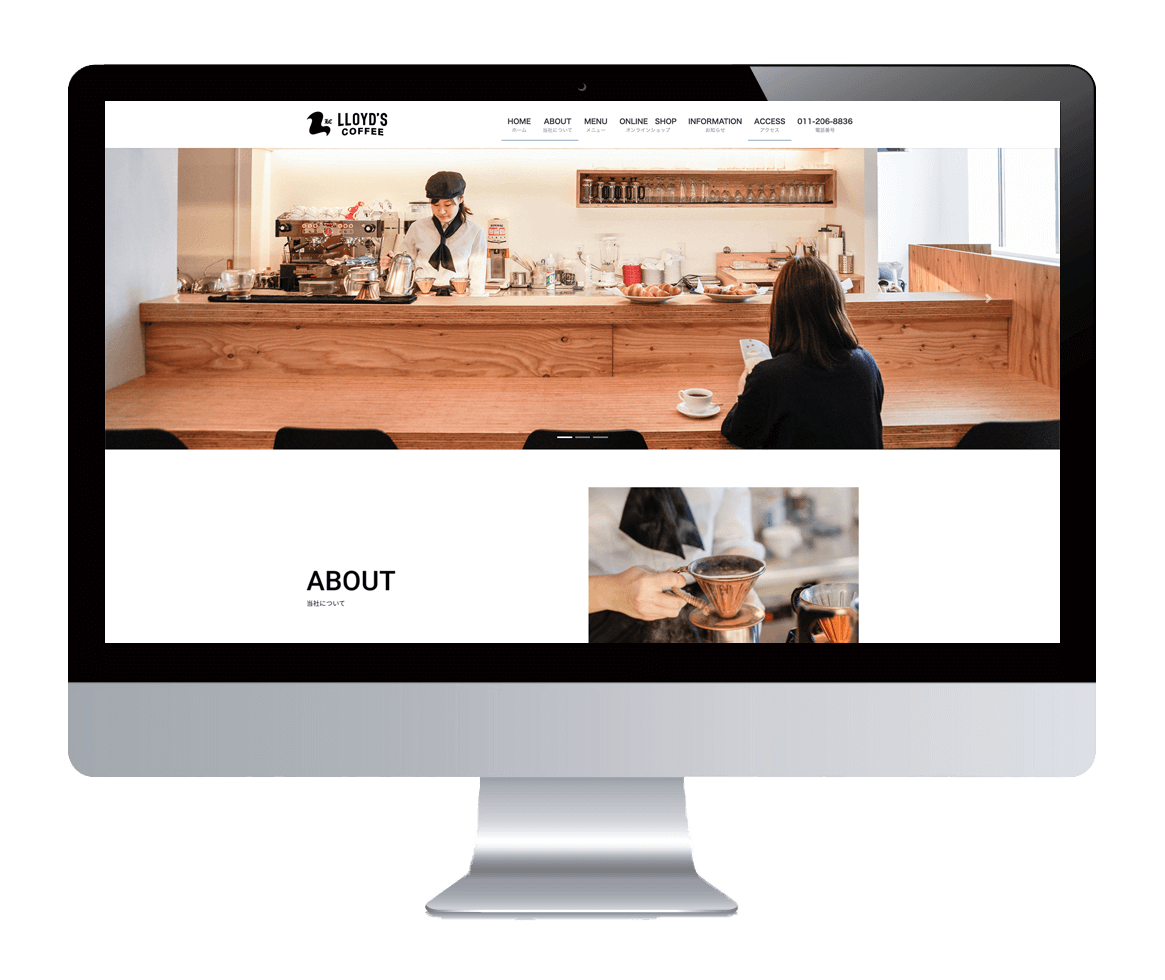 LLOYD'S
COFFEE
HOME ABOUT MENU ONLINE SHOP INFORMATION ACCESS 011-206-8836
ホーム 当社について メニュー オンラインショップ お知らせ アクセス 電話番号
ABOUT
当社について